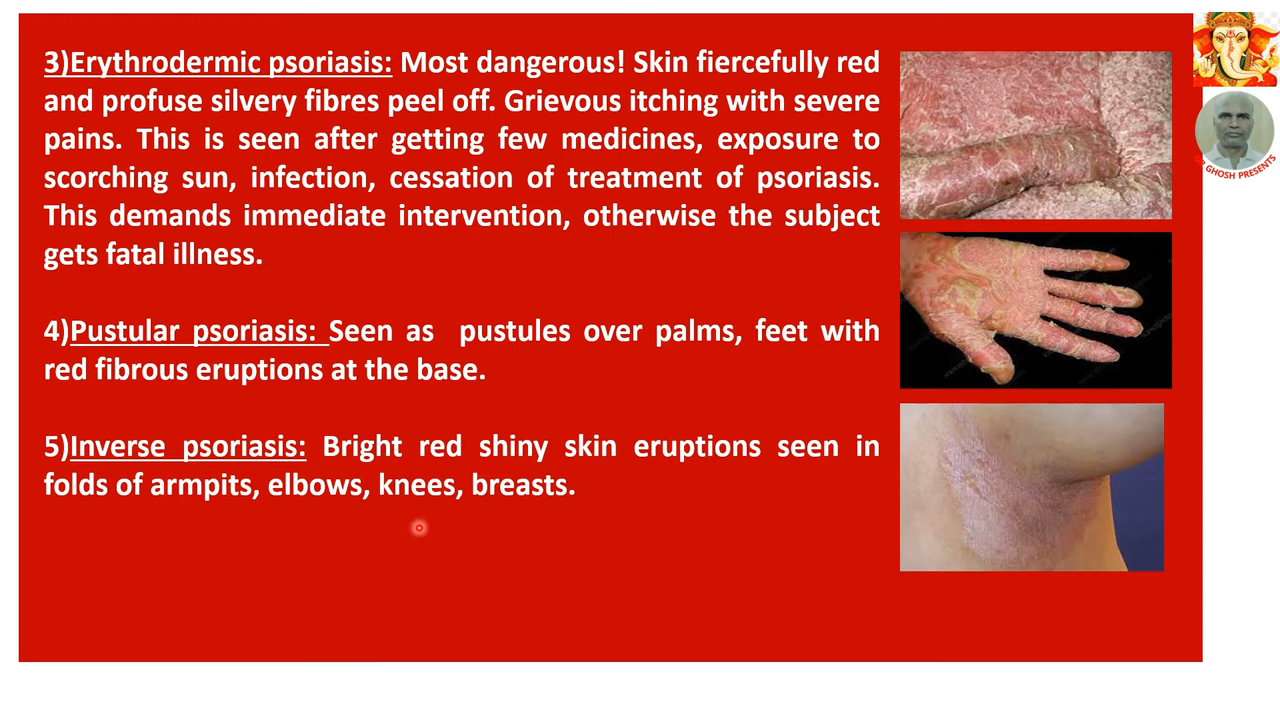 3)Erythrodermic psoriasis: Most dangerous! Skin fiercefully red
and profuse silvery fibres peel off. Grievous itching with severe
pains. This is seen after getting few medicines, exposure to
scorching sun, infection, cessation of treatment of psoriasis.
This demands immediate intervention, otherwise the subject
gets fatal illness.
4)Pustular psoriasis: Seen as pustules over palms, feet with
red fibrous eruptions at the base.
5)Inverse psoriasis: Bright red shiny skin eruptions seen in
folds of armpits, elbows, knees, breasts.
GHOSH PRESENTS